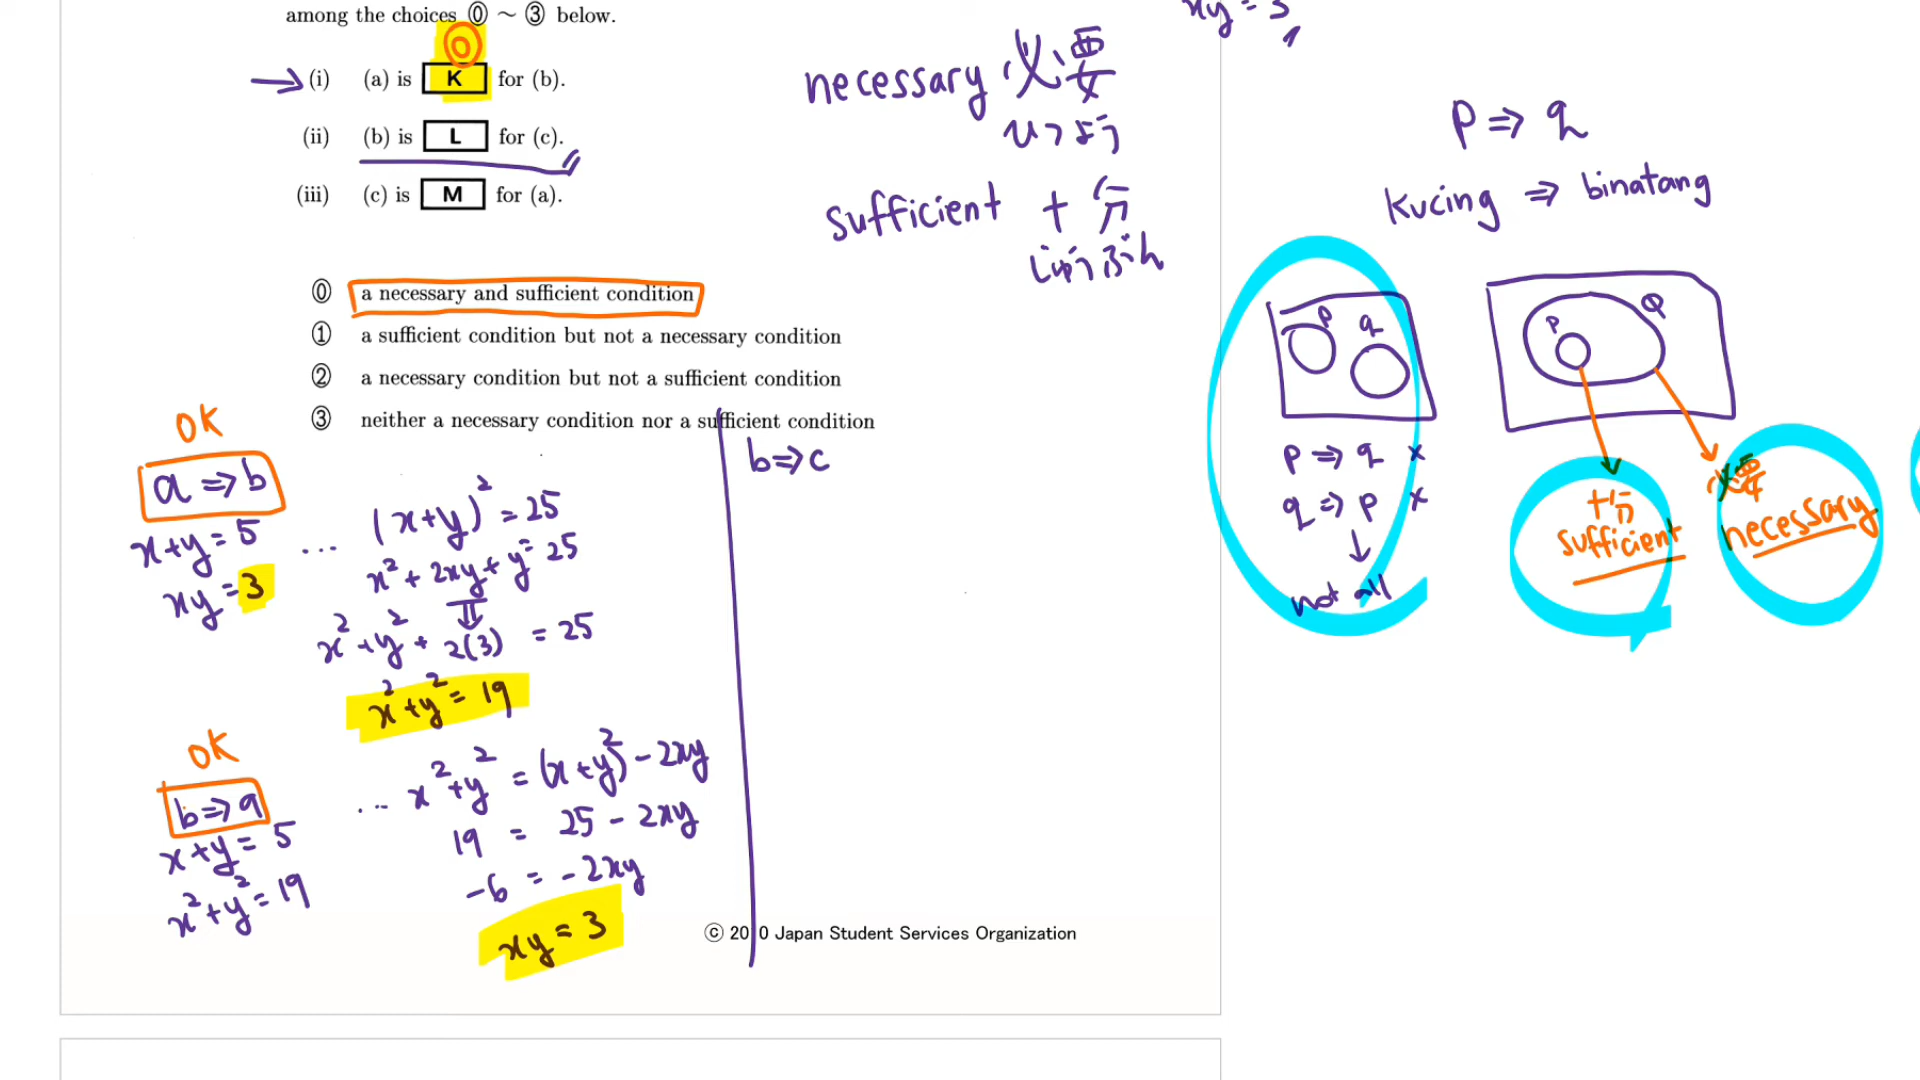 among the choices ⓪ ~ ③ below.
0
(i) (a) is K for (b).
(ii) (b) is L for (c).
(iii) (c) is M for (a).
⓪ a necessary and sufficient condition
① a sufficient condition but not a necessary condition
② a necessary condition but not a sufficient condition
③ neither a necessary condition nor a sufficient condition
necessary 必要
ひつよう
sufficient 十分
じゅうぶん
xy = 3
p ⇒ q
kucing ⇒ binatang
P q
p ⇒ q ×
q ⇒ p ×
↓
not all
P Q
十分
sufficient
必要
necessary
OK
a ⇒ b
x+y = 5
xy = 3
... (x+y)² = 25
x² + 2xy + y² = 25
x² + y² + 2(3) = 25
x² + y² = 19
OK
b ⇒ a
x+y = 5
x² + y² = 19
... x² + y² = (x+y)² - 2xy
19 = 25 - 2xy
-6 = -2xy
xy = 3
b ⇒ c
© 2010 Japan Student Services Organization